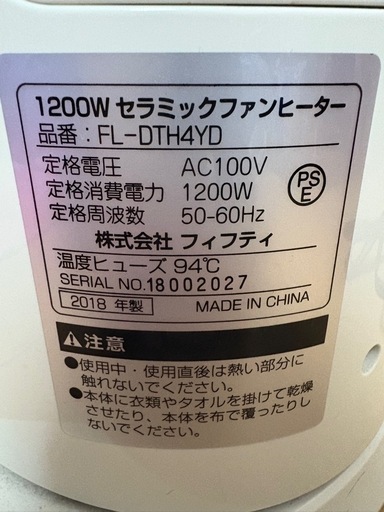 1200W セラミックファンヒーター
品番：FL-DTH4YD
定格電圧 AC100V
定格消費電力 1200W
定格周波数 50-60Hz
PS
E
株式会社 フィフティ
温度ヒューズ 94℃
SERIAL NO.18002027
2018 年製 MADE IN CHINA
注意
●使用中・使用直後は熱い部分に
触れないでください。
●本体に衣類やタオルを掛けて乾燥
させたり、本体を布で覆ったりし
ないでください。